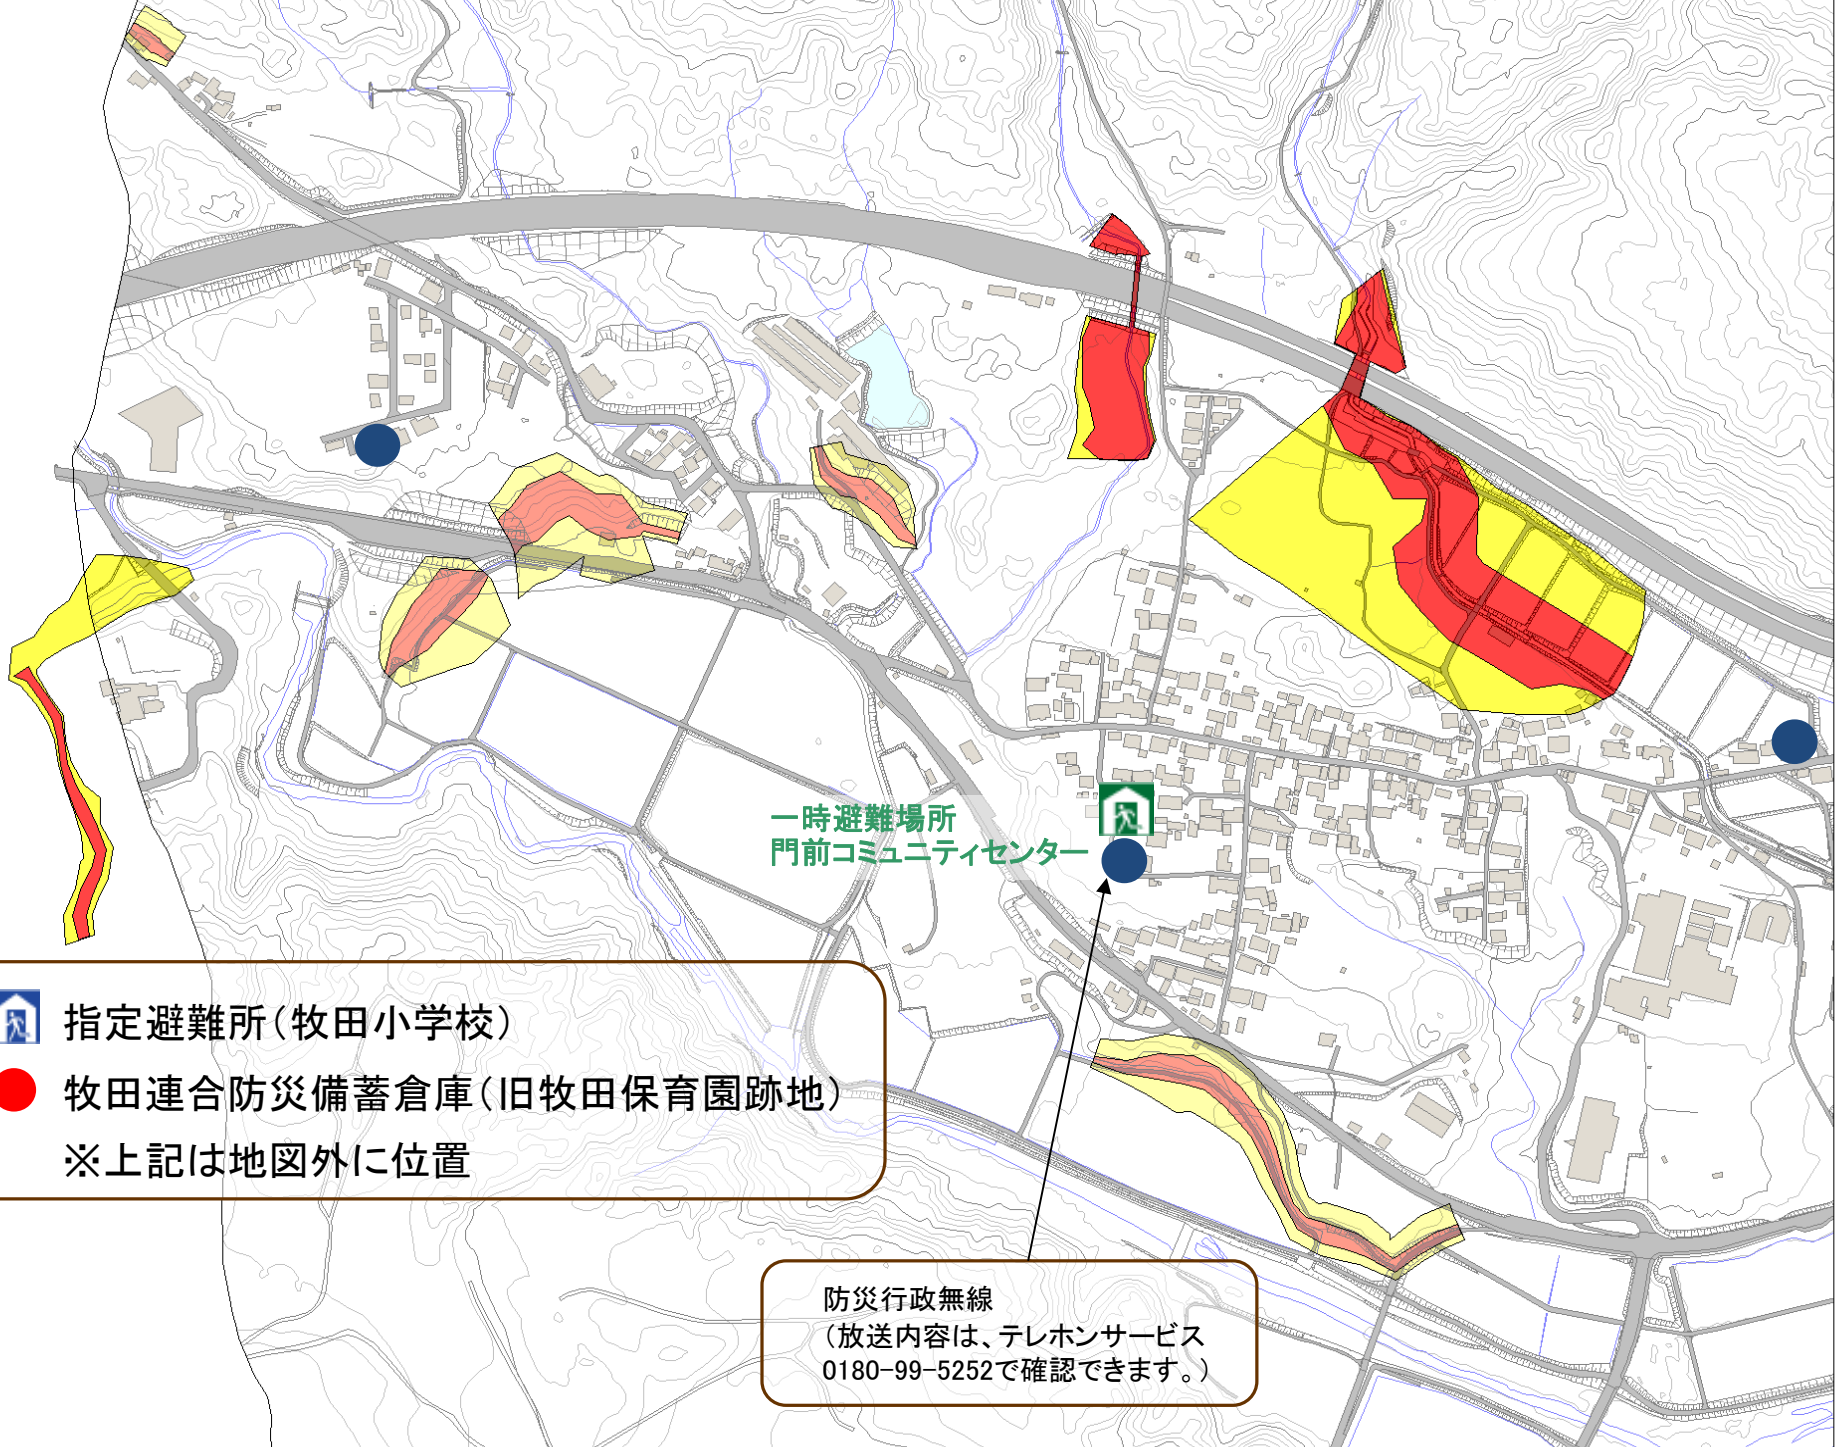 一時避難場所
門前コミュニティセンター
指定避難所(牧田小学校)
牧田連合防災備蓄倉庫(旧牧田保育園跡地)
※上記は地図外に位置
防災行政無線
(放送内容は、テレホンサービス
0180-99-5252で確認できます。)